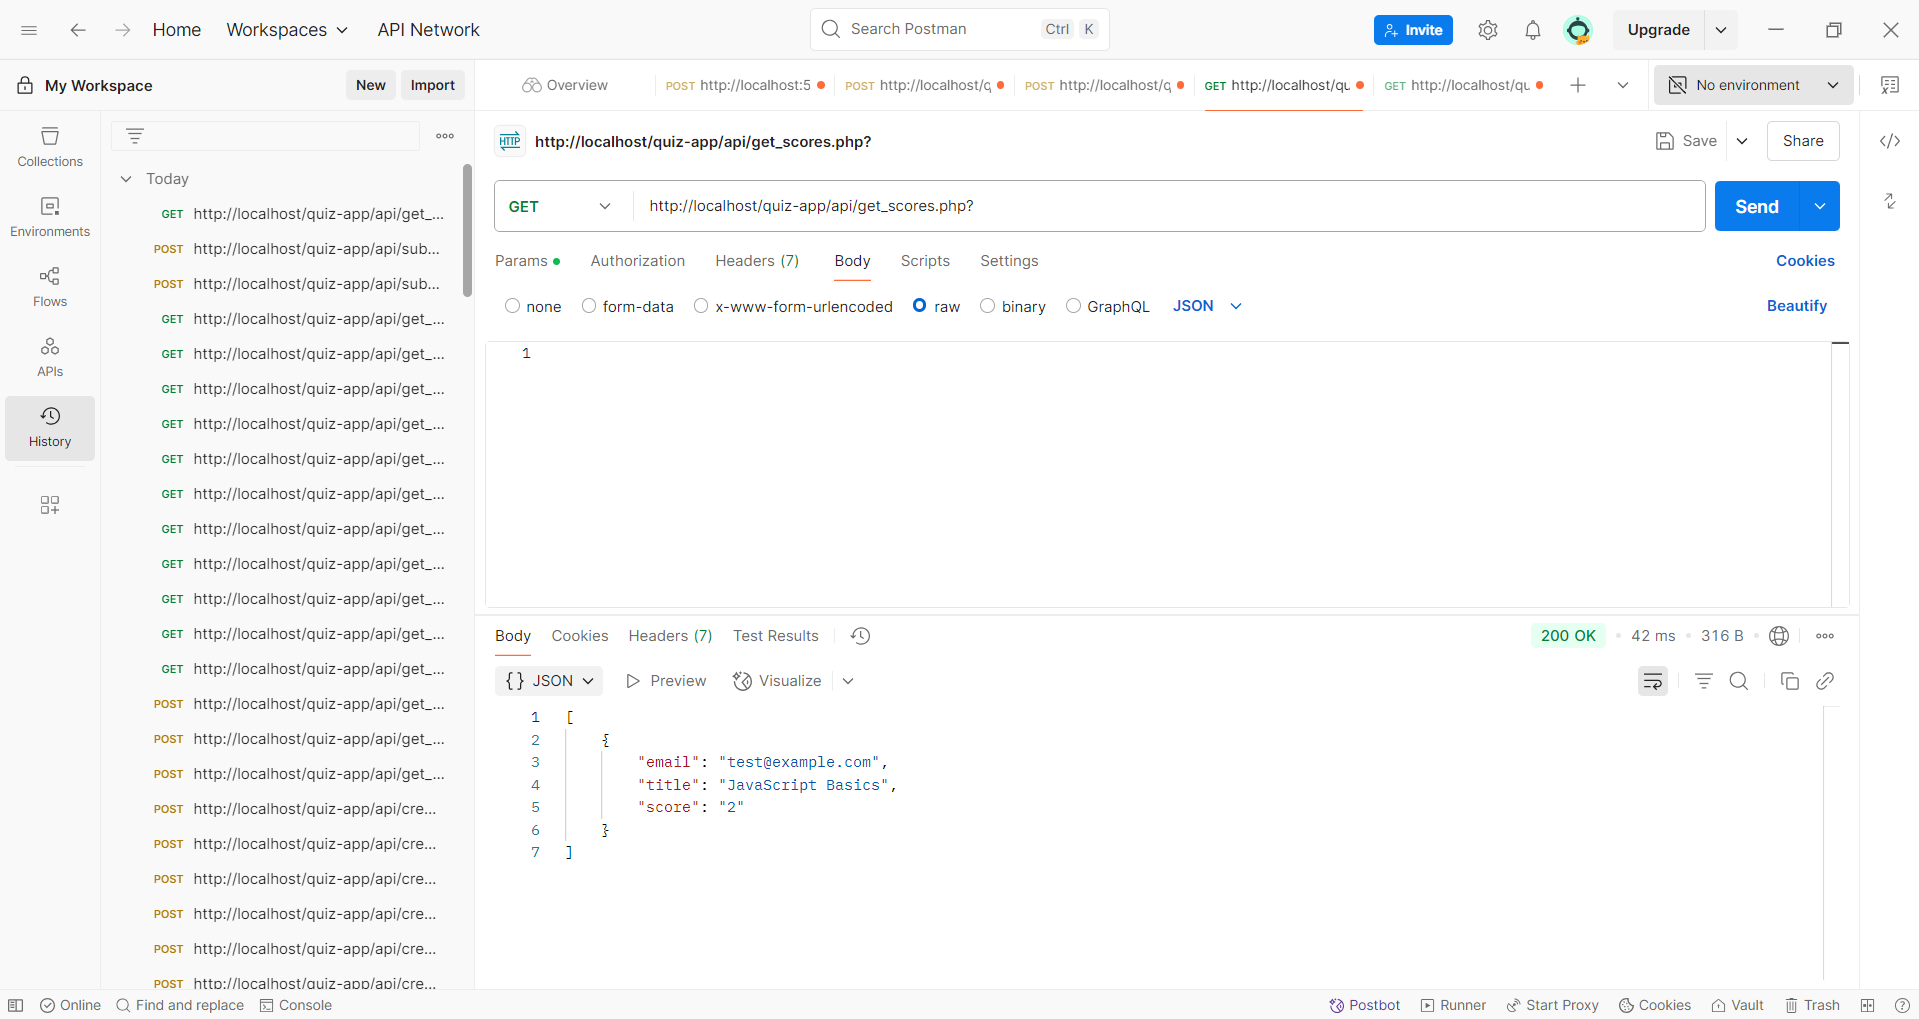 Home
Workspaces
API Network
Search Postman
Ctrl
K
Invite
Upgrade
My Workspace
New
Import
Overview
POST http://localhost:5
POST http://localhost/q
POST http://localhost/q
GET http://localhost/qu
GET http://localhost/qu
No environment
Collections
Environments
Flows
APIs
History
Today
GET http://localhost/quiz-app/api/get_...
POST http://localhost/quiz-app/api/sub...
POST http://localhost/quiz-app/api/sub...
GET http://localhost/quiz-app/api/get_...
GET http://localhost/quiz-app/api/get_...
GET http://localhost/quiz-app/api/get_...
GET http://localhost/quiz-app/api/get_...
GET http://localhost/quiz-app/api/get_...
GET http://localhost/quiz-app/api/get_...
GET http://localhost/quiz-app/api/get_...
GET http://localhost/quiz-app/api/get_...
GET http://localhost/quiz-app/api/get_...
GET http://localhost/quiz-app/api/get_...
GET http://localhost/quiz-app/api/get_...
POST http://localhost/quiz-app/api/get_...
POST http://localhost/quiz-app/api/get_...
POST http://localhost/quiz-app/api/get_...
POST http://localhost/quiz-app/api/cre...
POST http://localhost/quiz-app/api/cre...
POST http://localhost/quiz-app/api/cre...
POST http://localhost/quiz-app/api/cre...
POST http://localhost/quiz-app/api/cre...
POST http://localhost/quiz-app/api/cre...
HTTP http://localhost/quiz-app/api/get_scores.php?
Save
Share
GET
http://localhost/quiz-app/api/get_scores.php?
Send
Params
Authorization
Headers (7)
Body
Scripts
Settings
Cookies
none
form-data
x-www-form-urlencoded
raw
binary
GraphQL
JSON
Beautify
1
Body
Cookies
Headers (7)
Test Results
200 OK
42 ms
316 B
{} JSON
Preview
Visualize
1 [
2 {
3 "email": "test@example.com",
4 "title": "JavaScript Basics",
5 "score": "2"
6 }
7 ]
Online
Find and replace
Console
Postbot
Runner
Start Proxy
Cookies
Vault
Trash